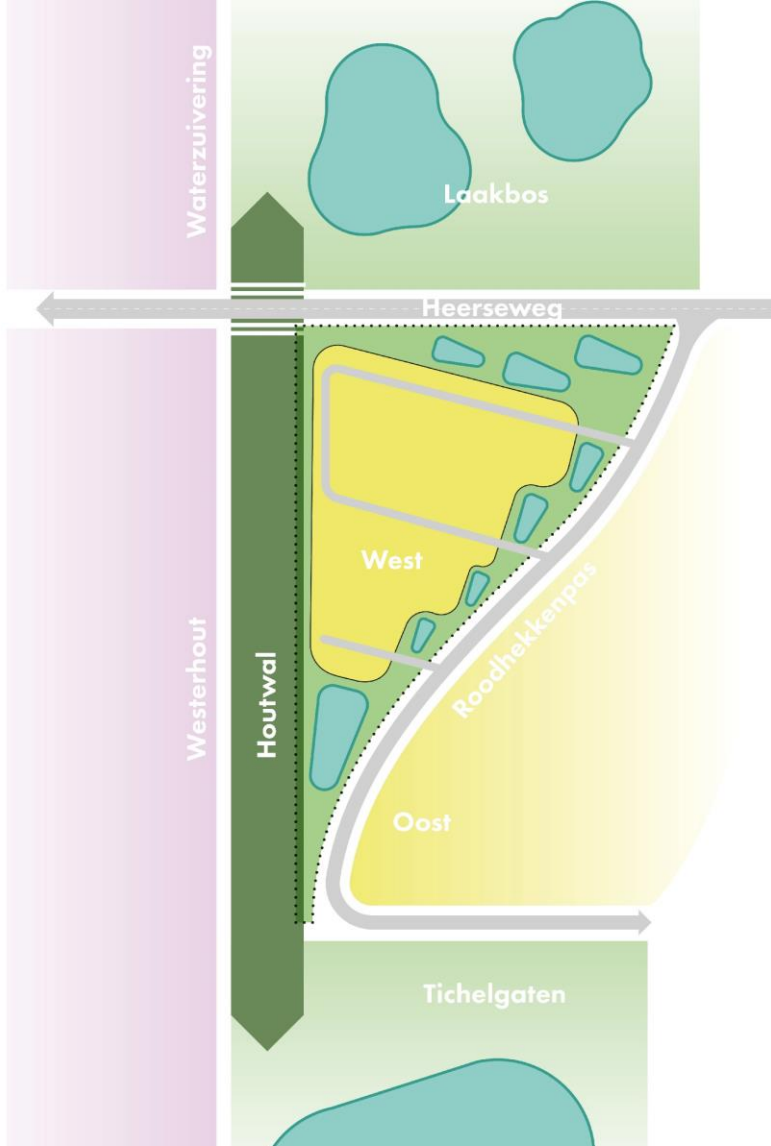 Waterzuivering
Laakbos
Heerseweg
West
Roodhekkenpas
Westerhout
Houtwal
Oost
Tichelgaten